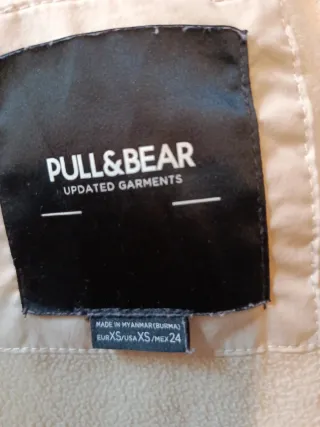 PULL&BEAR
UPDATED GARMENTS
MADE IN MYANMAR (BURMA)
EUR XS/USA XS/MEX 24